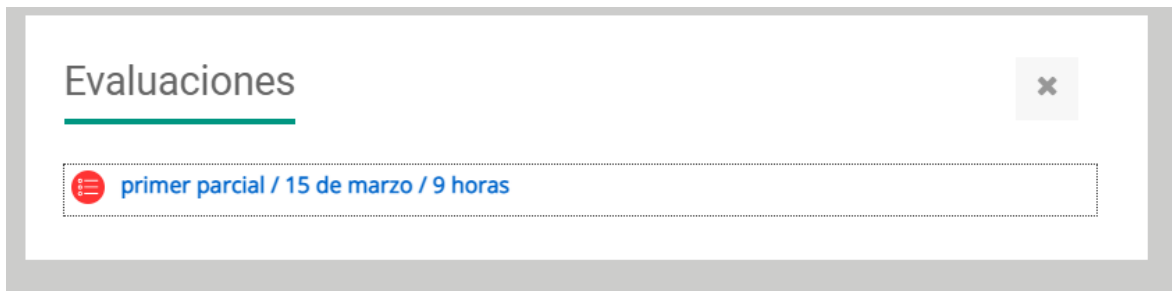 Evaluaciones
primer parcial / 15 de marzo / 9 horas